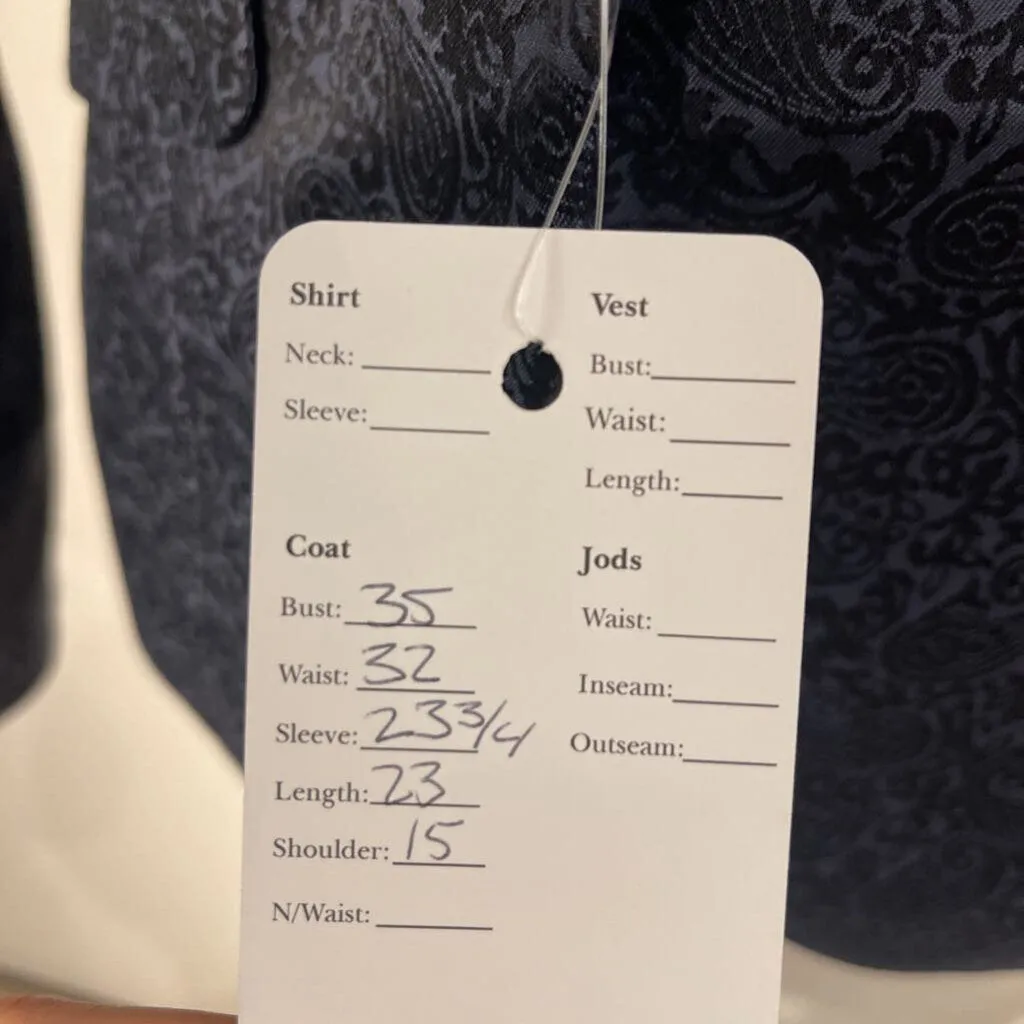 Shirt
Neck:
Sleeve:
Vest
Bust:
Waist:
Length:
Coat
Bust: 35
Waist: 32
Sleeve: 23 3/4
Length: 23
Shoulder: 15
N/Waist:
Jods
Waist:
Inseam:
Outseam: